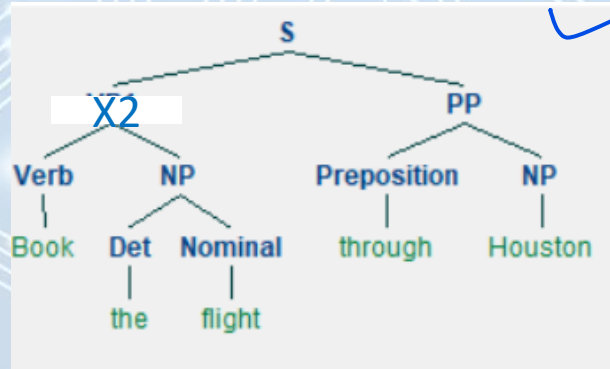 S
X2 PP
Verb NP Preposition NP
Book Det Nominal through Houston
the flight